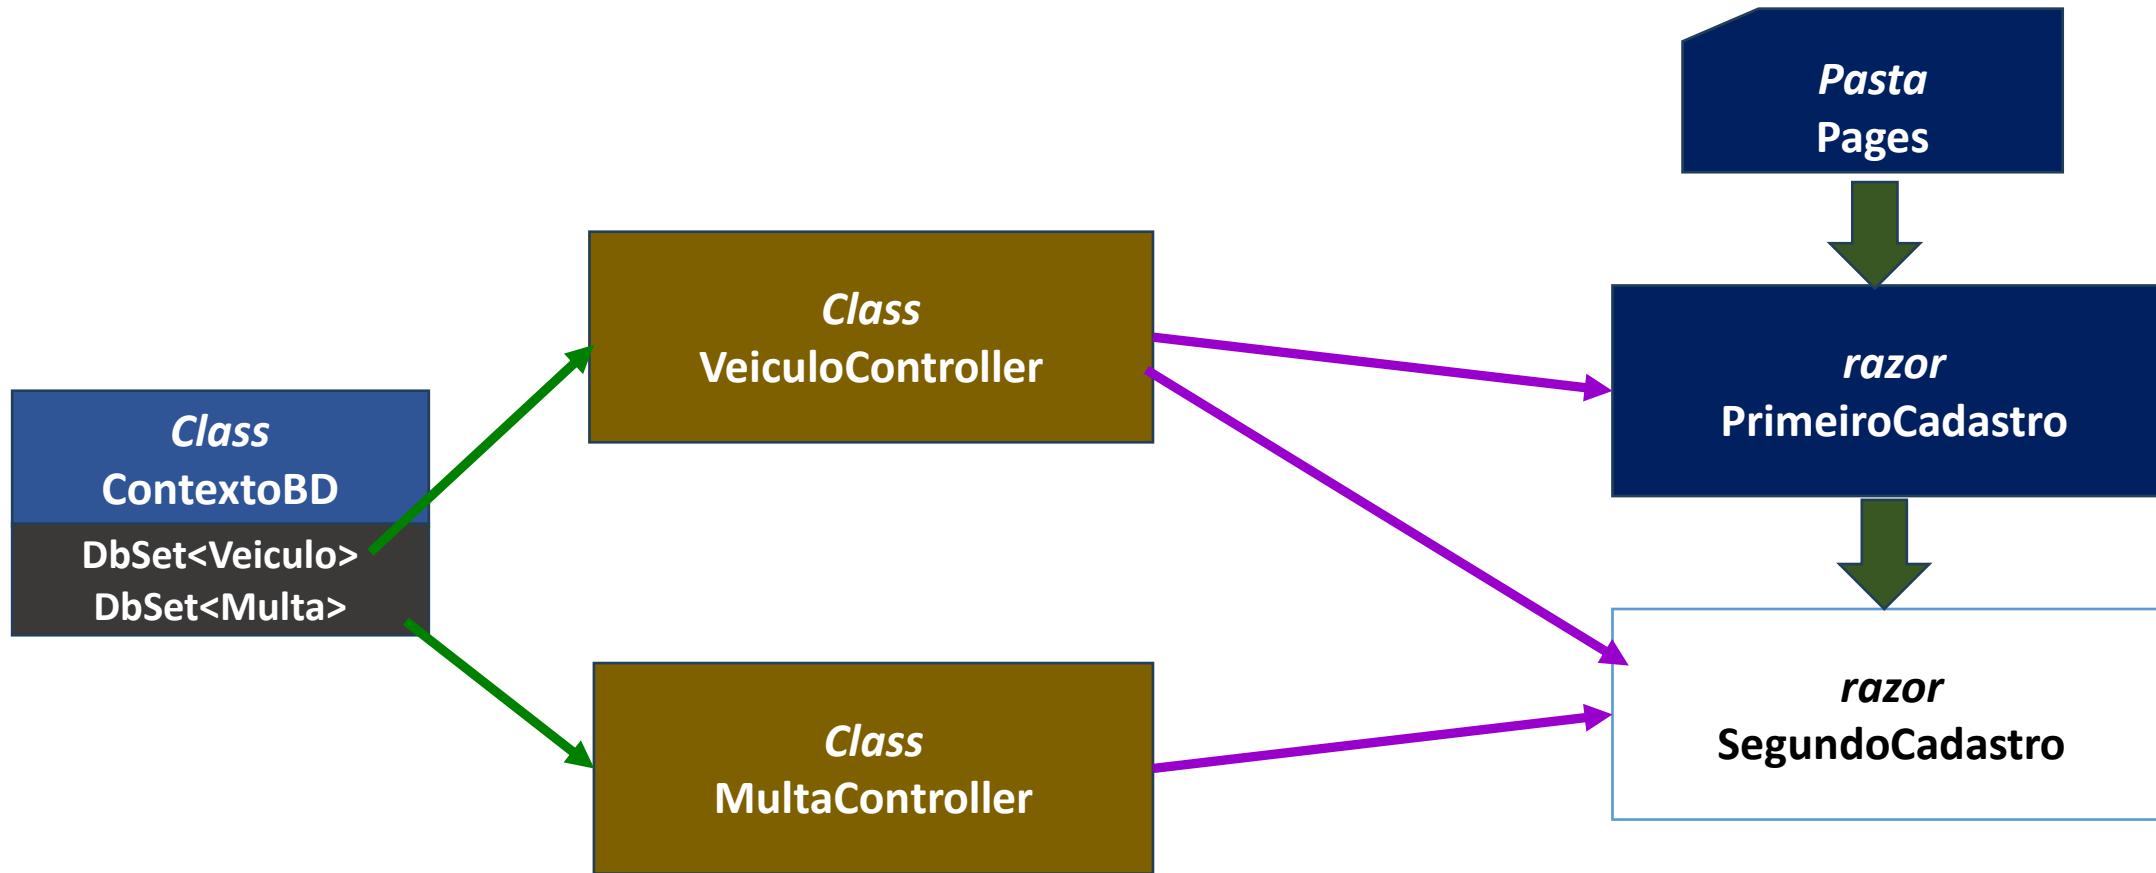 Pasta
Pages
Class
VeiculoController
razor
PrimeiroCadastro
Class
ContextoBD
DbSet<Veiculo>
DbSet<Multa>
razor
SegundoCadastro
Class
MultaController